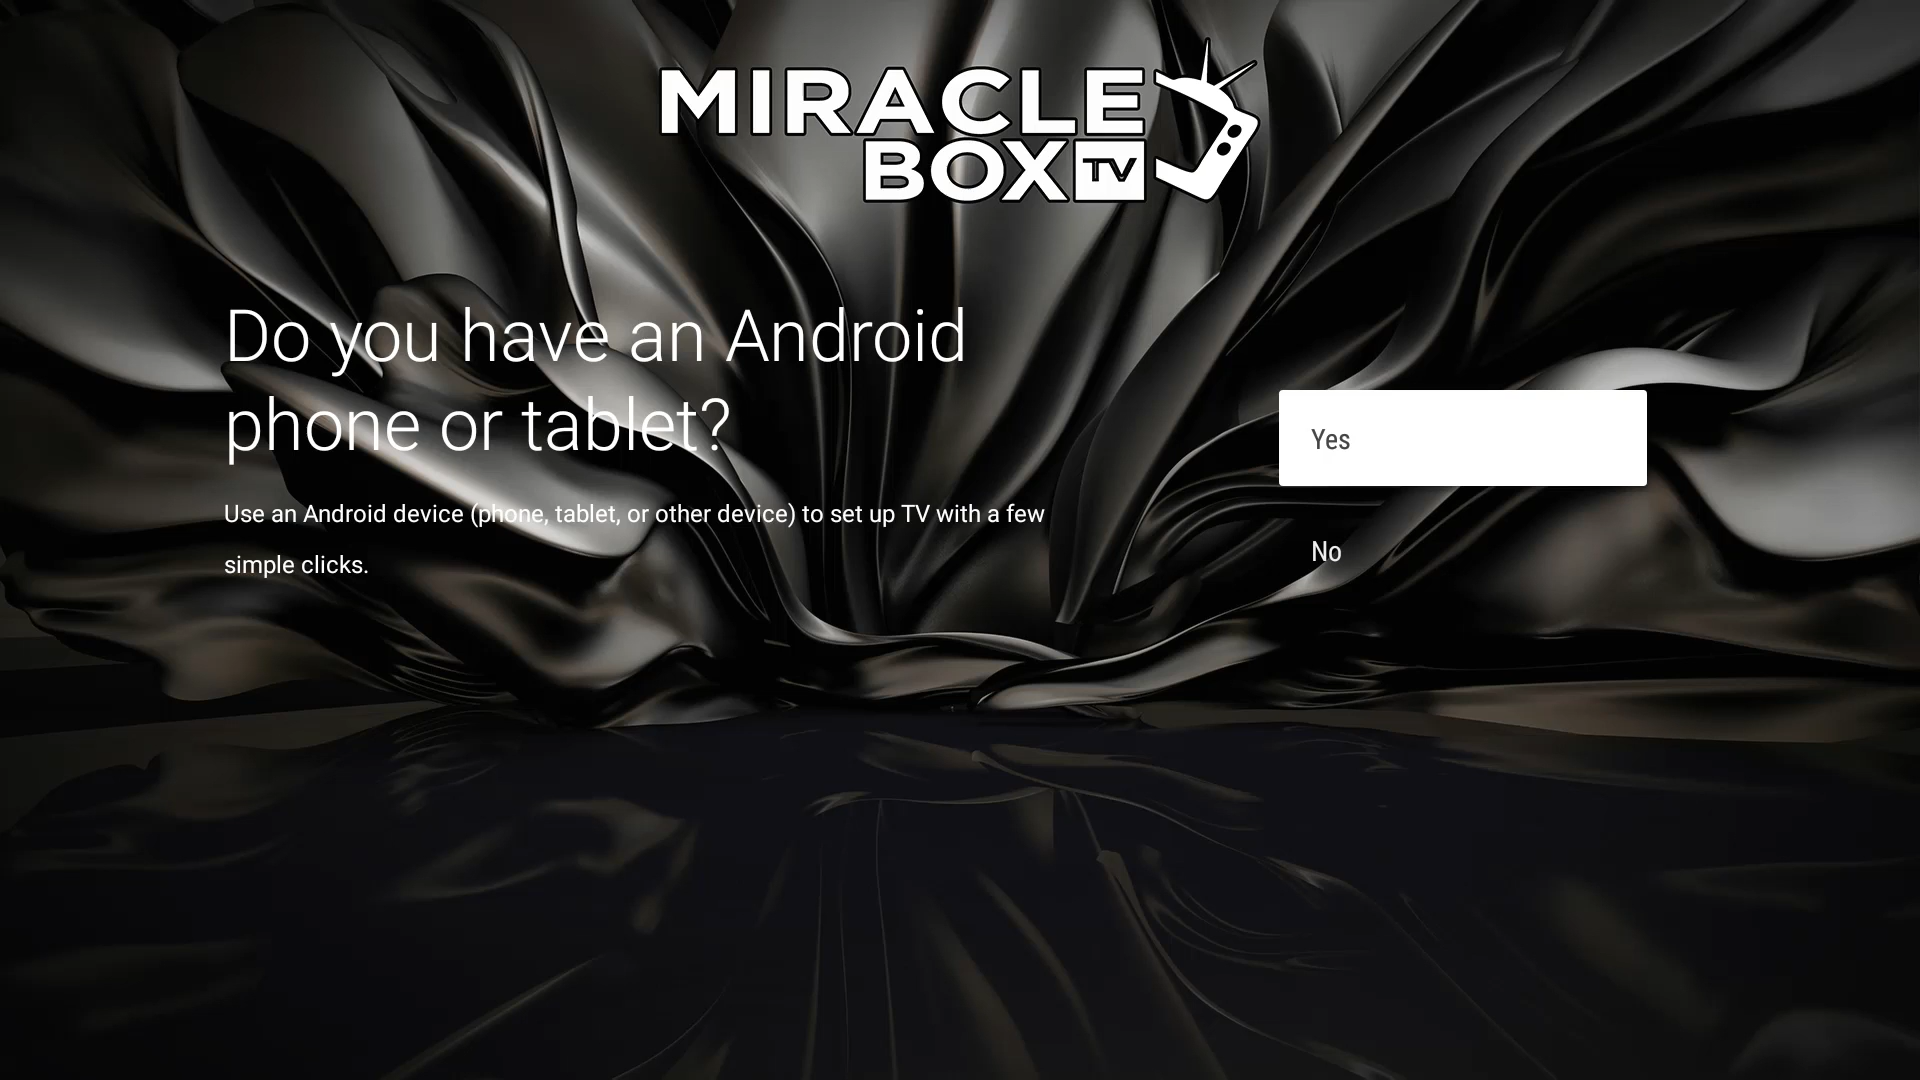 MIRACLE
BOX TV
Do you have an Android
phone or tablet?
Use an Android device (phone, tablet, or other device) to set up TV with a few
simple clicks.
Yes
No